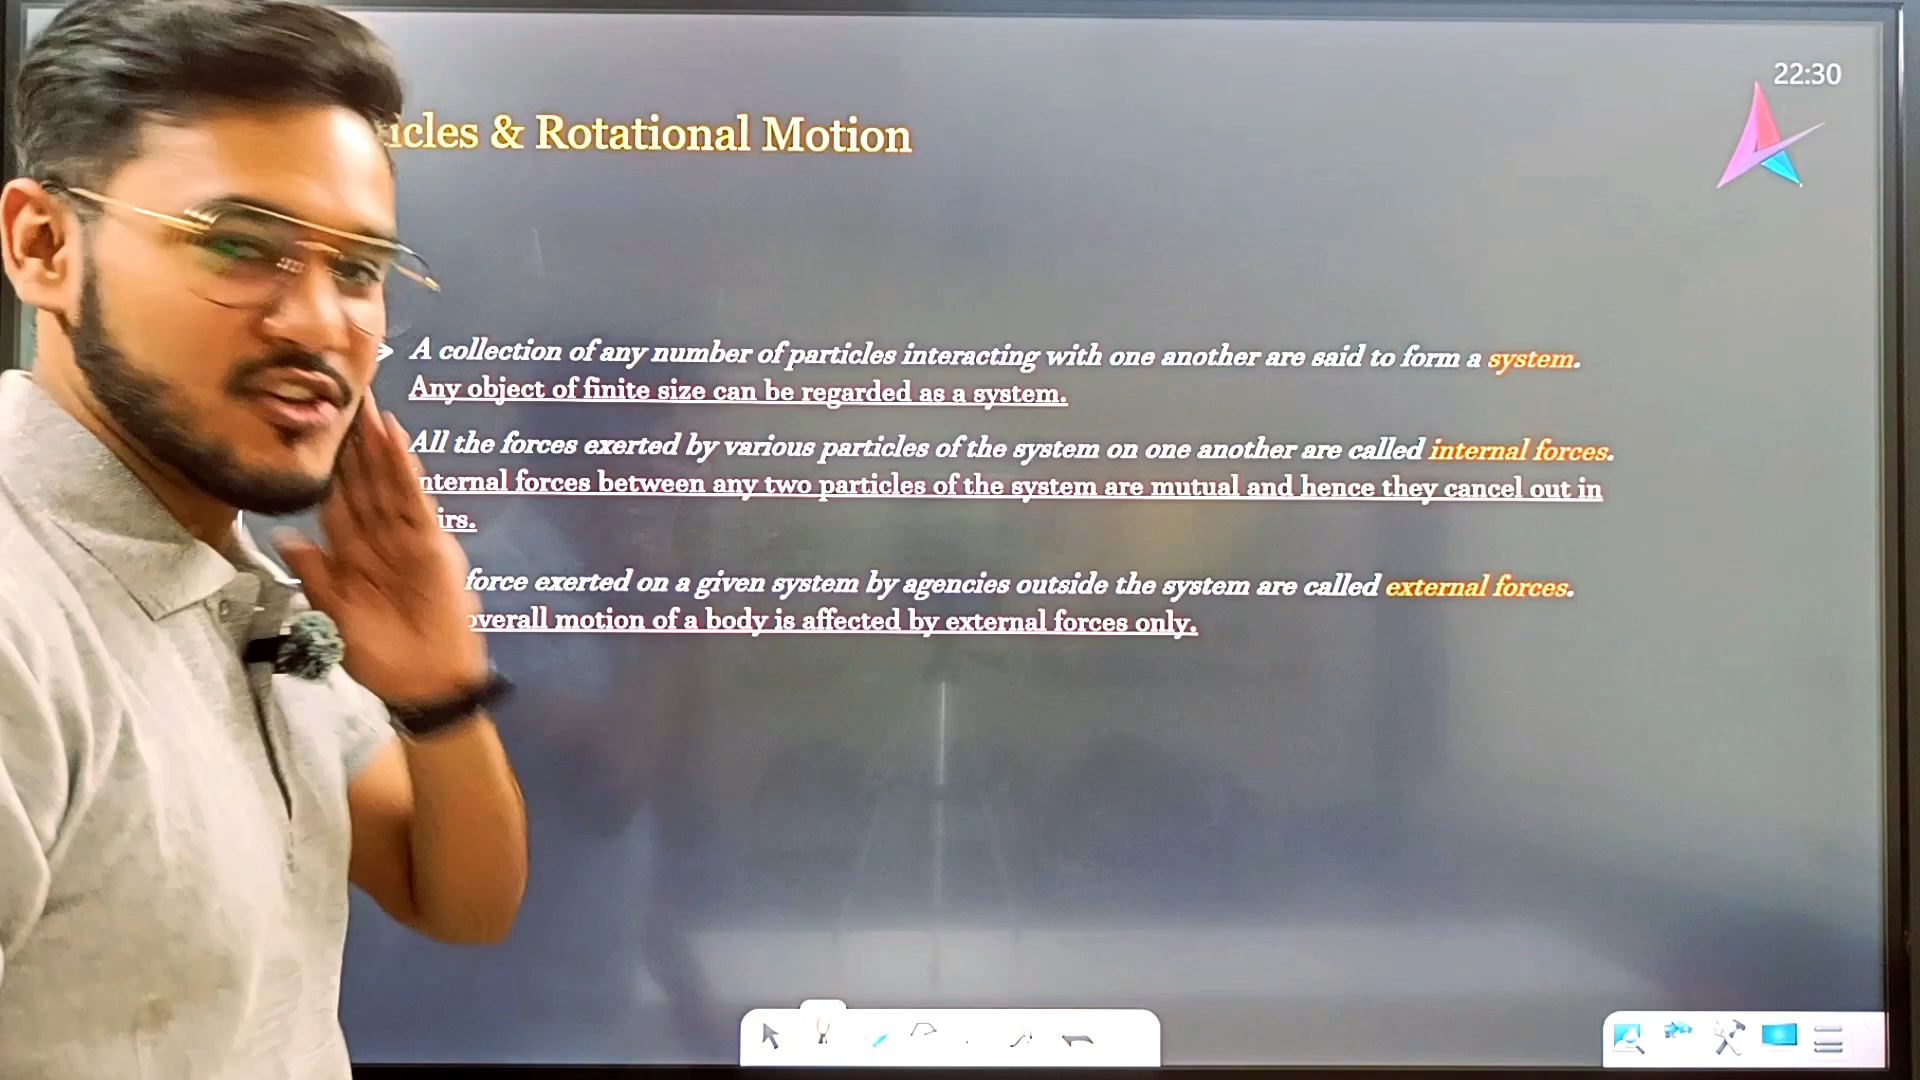 22:30
& Rotational Motion
A collection of any number of particles interacting with one another are said to form a system.
Any object of finite size can be regarded as a system.
All the forces exerted by various particles of the system on one another are called internal forces.
nternal forces between any two particles of the system are mutual and hence they cancel out in
force exerted on a given system by agencies outside the system are called external forces.
overall motion of a body is affected by external forces only.